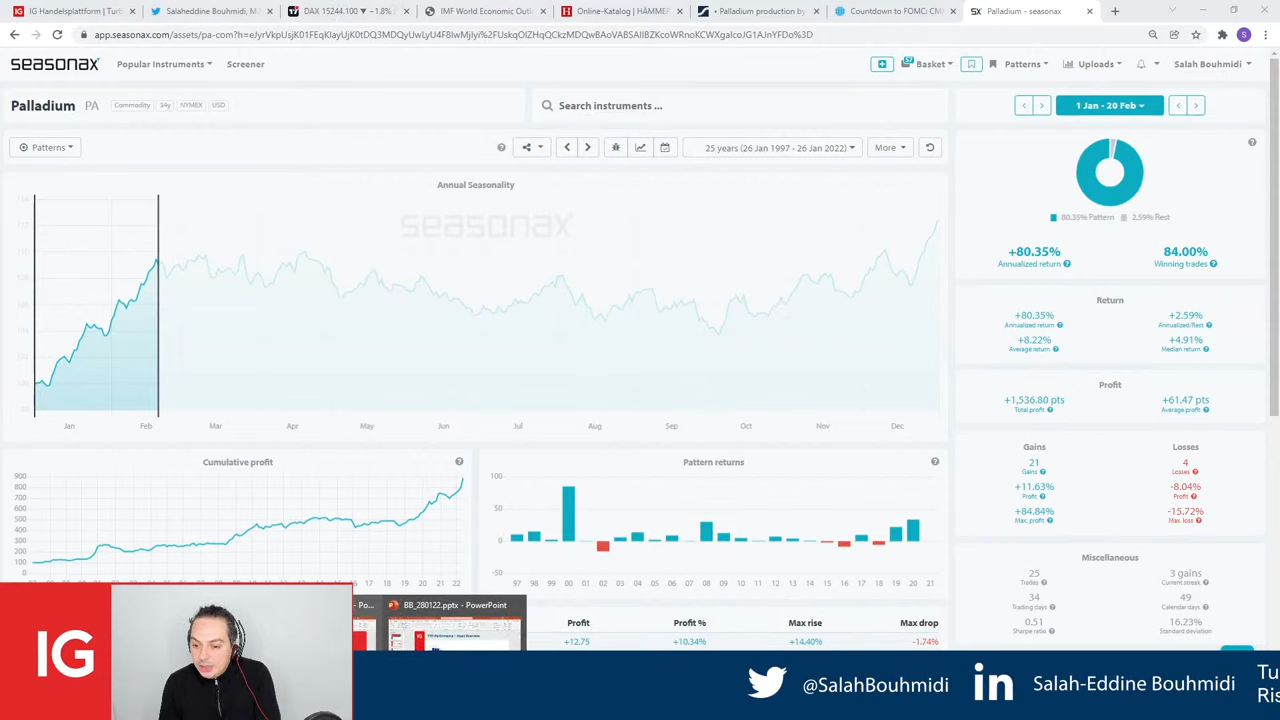 IG Handelsplattform | Turb
Salaheddine Bouhmidi, M.
DAX 15244.100 ▼ −1.8%
IMF World Economic Outlo
Online-Katalog | HÄMMER
• Palladium production by
Countdown to FOMC: CM
Palladium - seasonax
app.seasonax.com/assets/pa-com?
seasonax
Popular Instruments
Screener
57
Basket
Patterns
Uploads
Salah Bouhmidi
Palladium PA
Commodity
34y
NYMEX
USD
Search instruments ...
1 Jan - 20 Feb
Patterns
25 years (26 Jan 1997 - 26 Jan 2022)
More
Annual Seasonality
seasonax
Jan Feb Mar Apr May Jun Jul Aug Sep Oct Nov Dec
80.35% Pattern 2.59% Rest
+80.35% 84.00%
Annualized return Winning trades
Return
+80.35% +2.59%
Annualized return Annualized/Rest
+8.22% +4.91%
Average return Median return
Profit
+1,536.80 pts +61.47 pts
Total profit Average profit
Gains Losses
21 4
Gains Losses
+11.63% -8.04%
Profit Profit
+84.84% -15.72%
Max. profit Max. loss
Miscellaneous
25 3 gains
Trades Current streak
34 49
Trading days Calendar days
0.51 16.23%
Sharpe ratio Standard deviation
Cumulative profit
900
800
700
600
500
400
300
200
100
0
20 21 22
Pattern returns
100
50
0
-50
97 98 99 00 01 02 03 04 05 06 07 08 09 10 11 12 13 14 15 16 17 18 19 20 21
- Po...
BB_280122.pptx - PowerPoint
Profit Profit % Max rise Max drop
+12.75 +10,34% +14.40% -1.74%
IG
@SalahBouhmidi
in
Salah-Eddine Bouhmidi
Tu
Ris